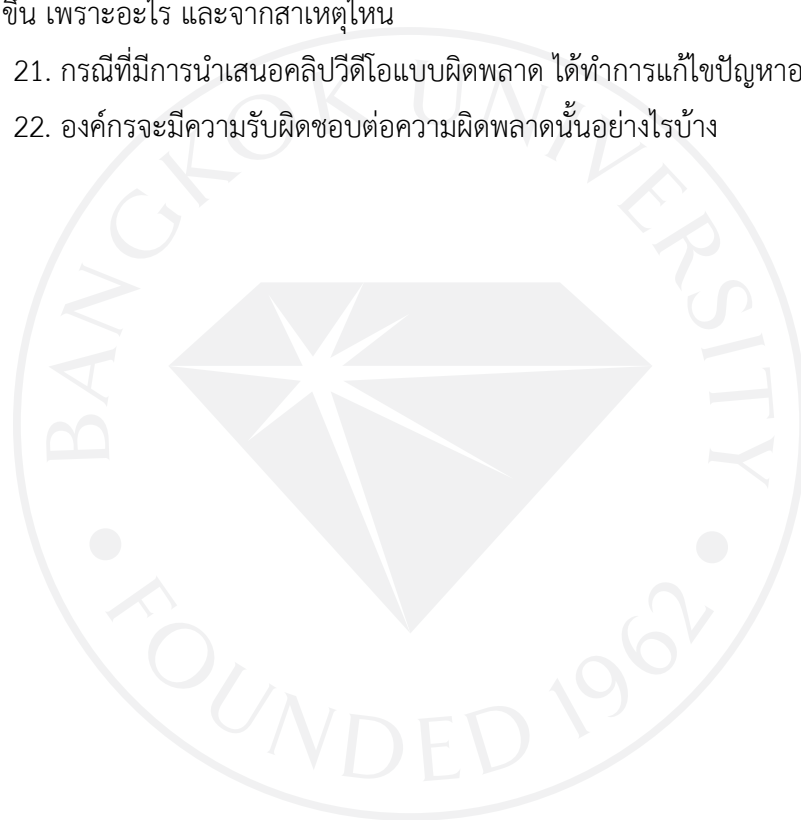 ขึ้น เพราะอะไร และจากสาเหตุไหน
21. กรณีที่มีการนำเสนอคลิปวีดีโอแบบผิดพลาด ได้ทำการแก้ไขปัญหาอ
22. องค์กรจะมีความรับผิดชอบต่อความผิดพลาดนั้นอย่างไรบ้าง
BANGKOK UNIVERSITY
FOUNDED 1962